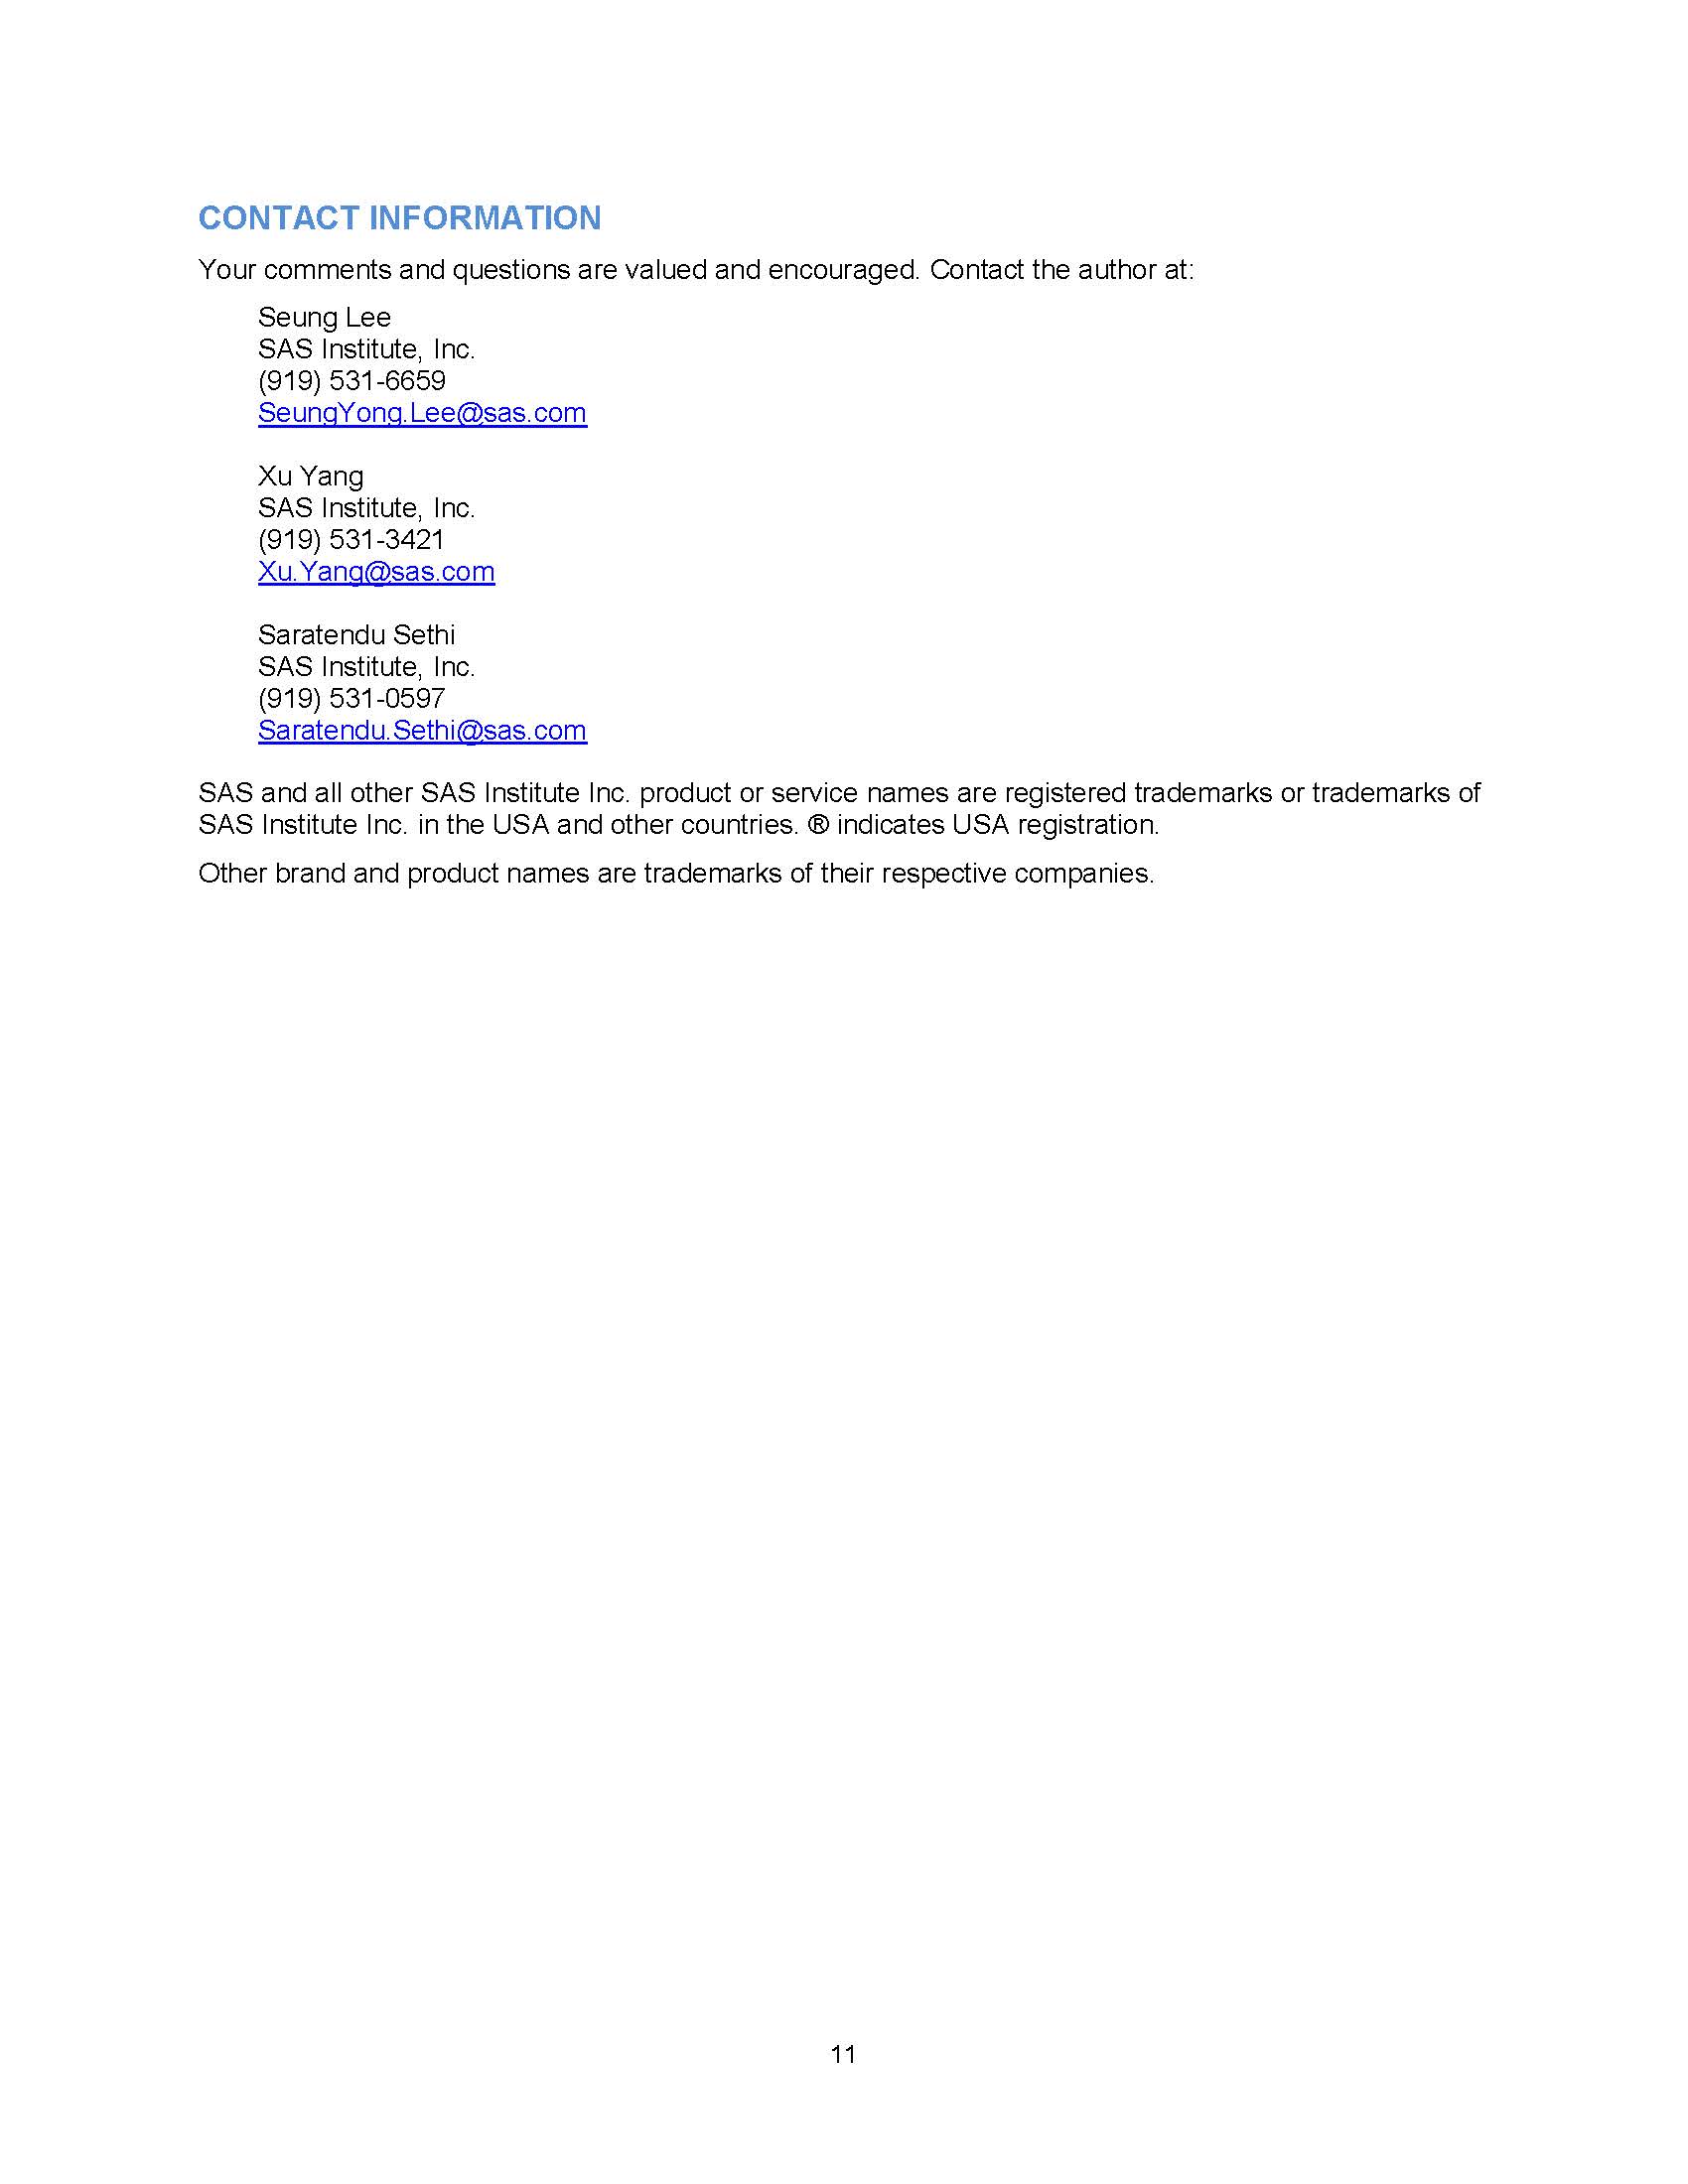 CONTACT INFORMATION
Your comments and questions are valued and encouraged. Contact the author at:
Seung Lee
SAS Institute, Inc.
(919) 531-6659
SeungYong.Lee@sas.com
Xu Yang
SAS Institute, Inc.
(919) 531-3421
Xu.Yang@sas.com
Saratendu Sethi
SAS Institute, Inc.
(919) 531-0597
Saratendu.Sethi@sas.com
SAS and all other SAS Institute Inc. product or service names are registered trademarks or trademarks of
SAS Institute Inc. in the USA and other countries. ® indicates USA registration.
Other brand and product names are trademarks of their respective companies.
11